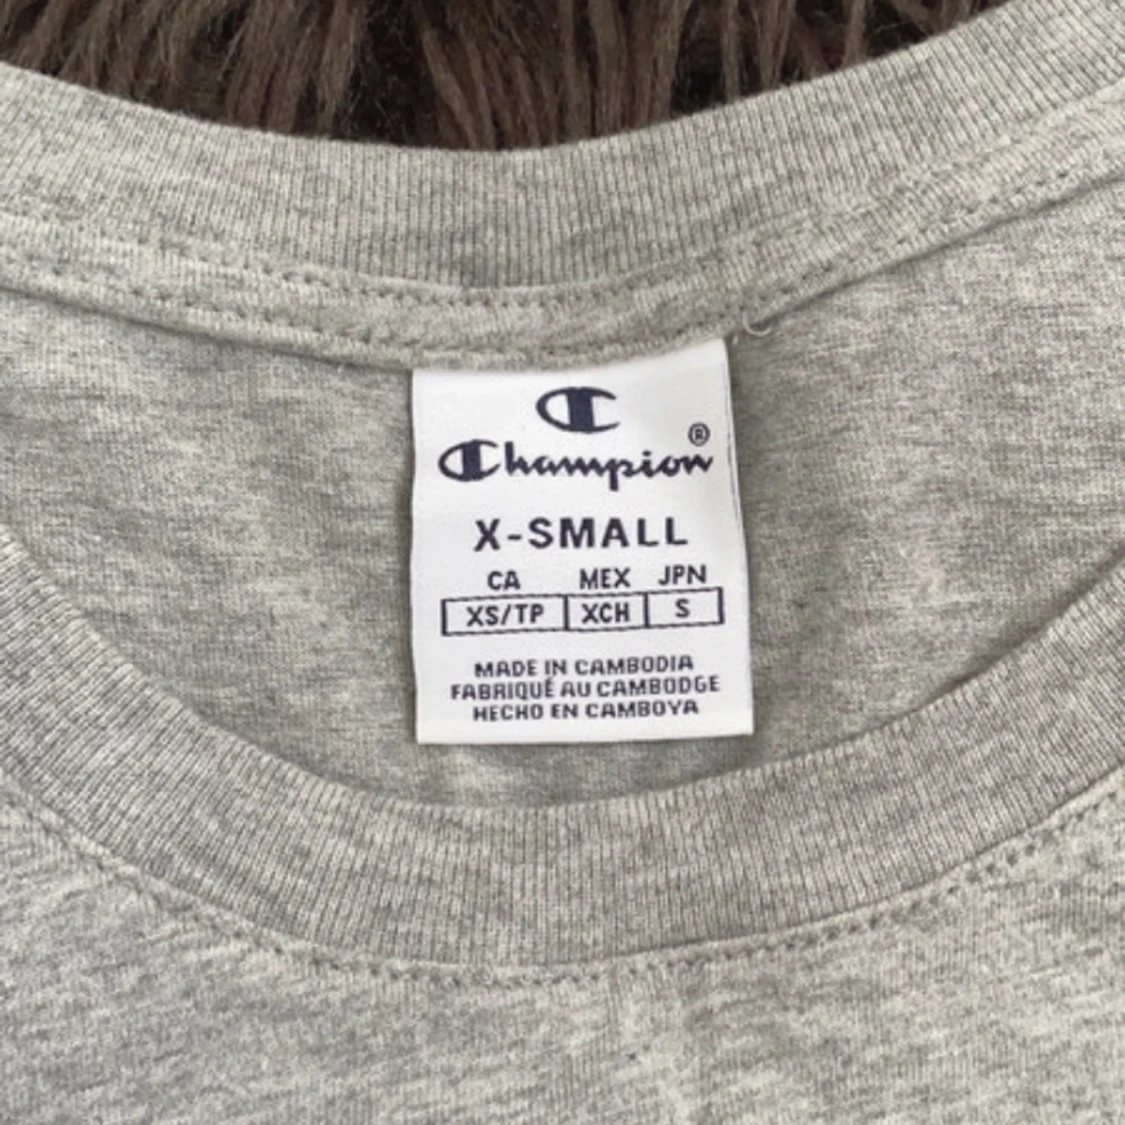 Champion®
X-SMALL
CA MEX JPN
XS/TP XCH S
MADE IN CAMBODIA
FABRIQUÉ AU CAMBODGE
HECHO EN CAMBOYA